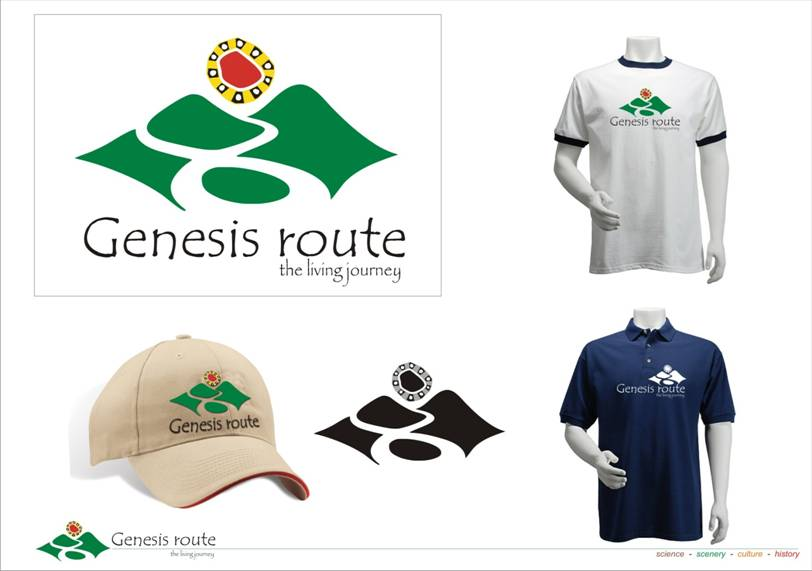 Genesis route
the living journey
Genesis route
the living journey
Genesis route
Genesis route
the living journey
Genesis route
the living journey
science - scenery - culture - history